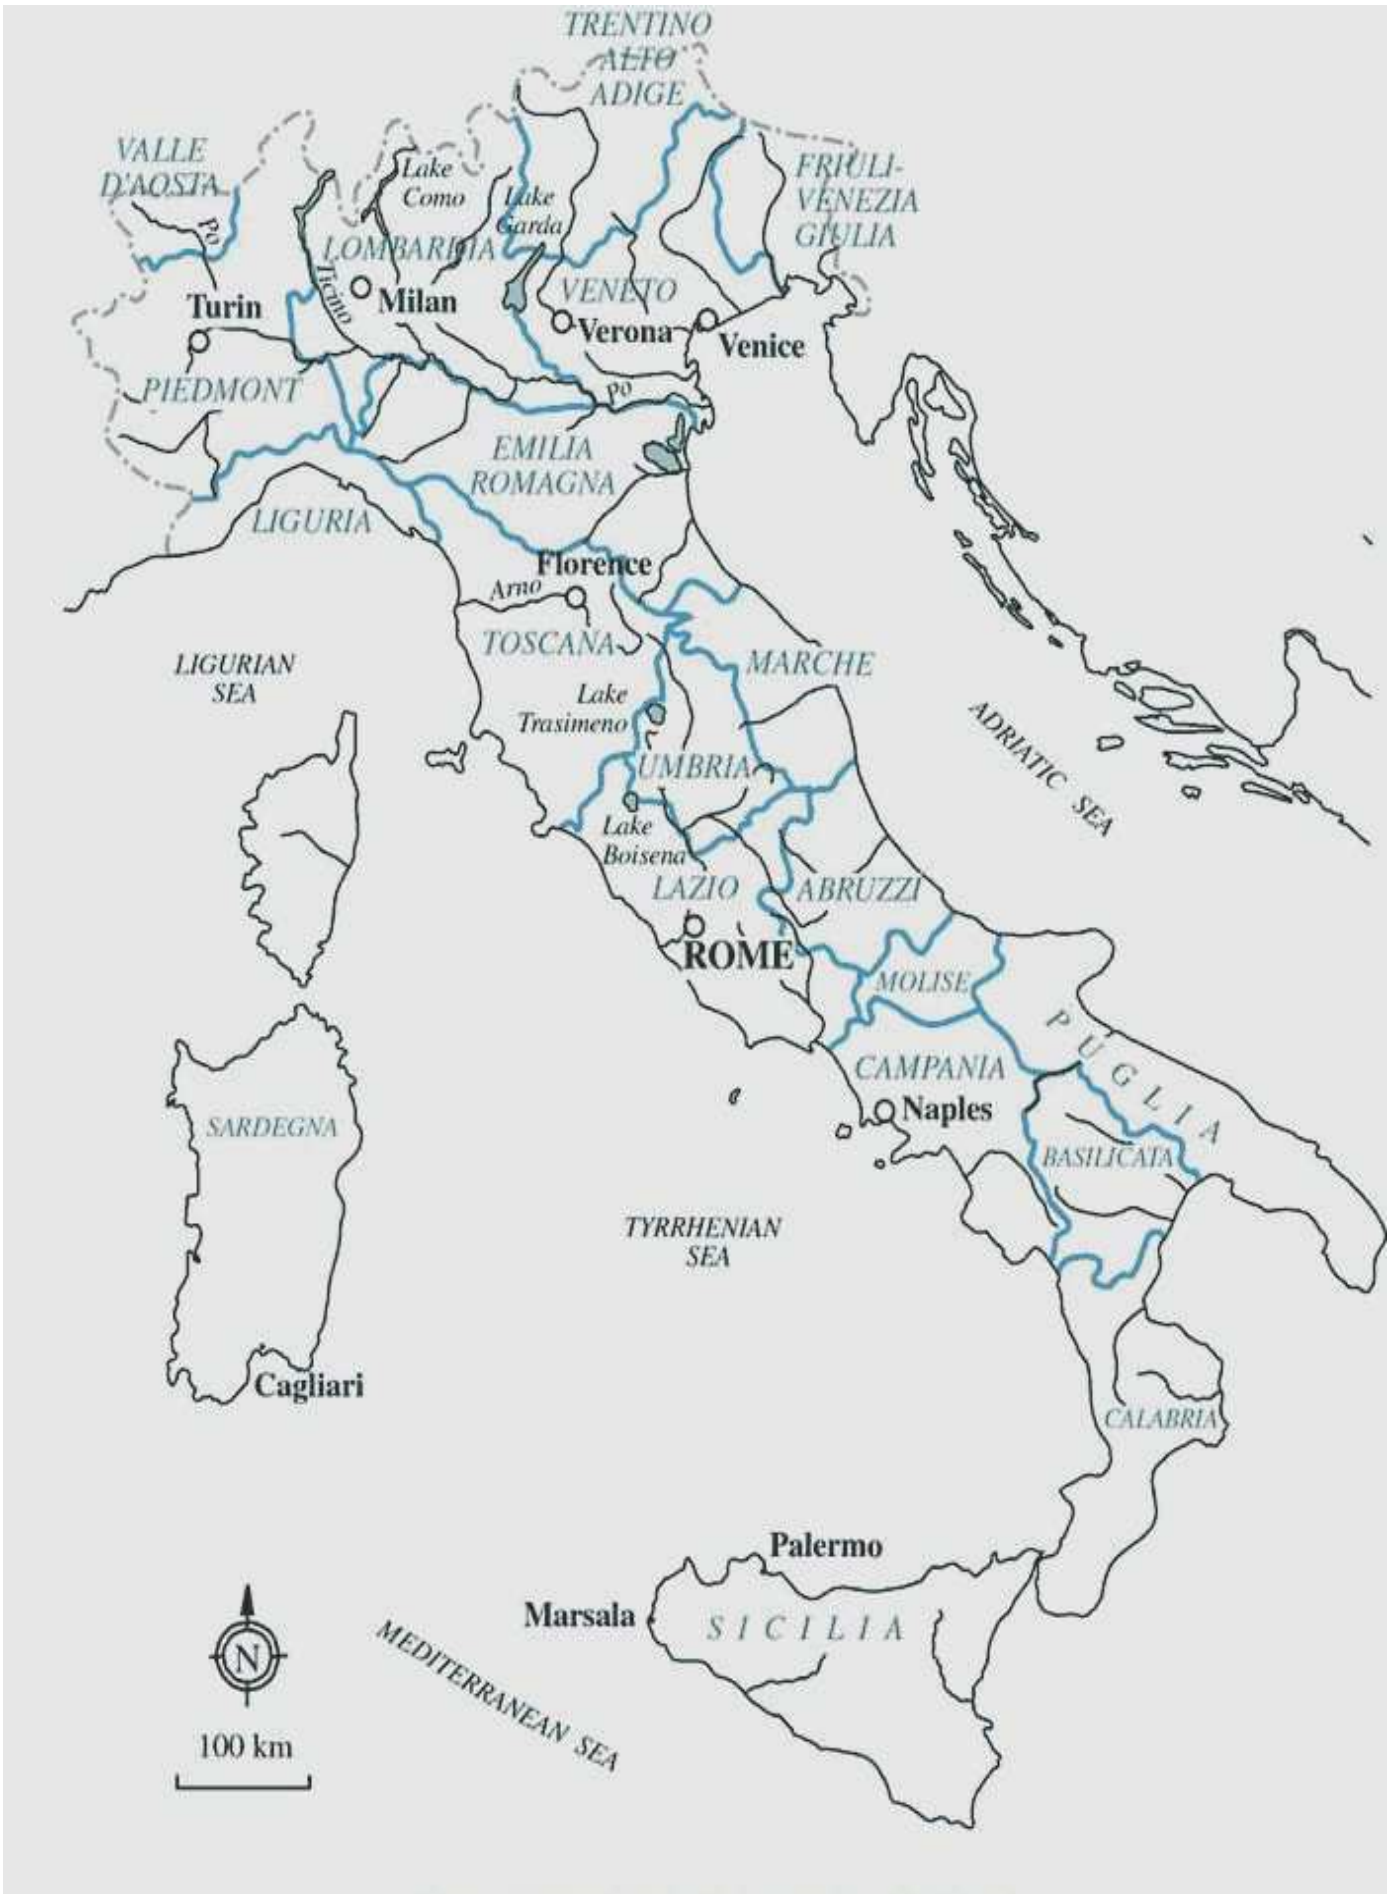 TRENTINO
ALTO
ADIGE
VALLE
D'AOSTA
Lake
Como
Lake
Garda
FRIULI-
VENEZIA
GIULIA
Po
LOMBARDIA
Ticino
Milan
VENETO
Turin
Verona
Venice
PIEDMONT
Po
EMILIA
ROMAGNA
LIGURIA
Florence
Arno
TOSCANA
LIGURIAN
SEA
MARCHE
Lake
Trasimeno
ADRIATIC SEA
UMBRIA
Lake
Boisena
LAZIO
ABRUZZI
ROME
MOLISE
PUGLIA
CAMPANIA
Naples
SARDEGNA
BASILICATA
TYRRHENIAN
SEA
Cagliari
CALABRIA
Palermo
Marsala
SICILIA
MEDITERRANEAN SEA
N
100 km